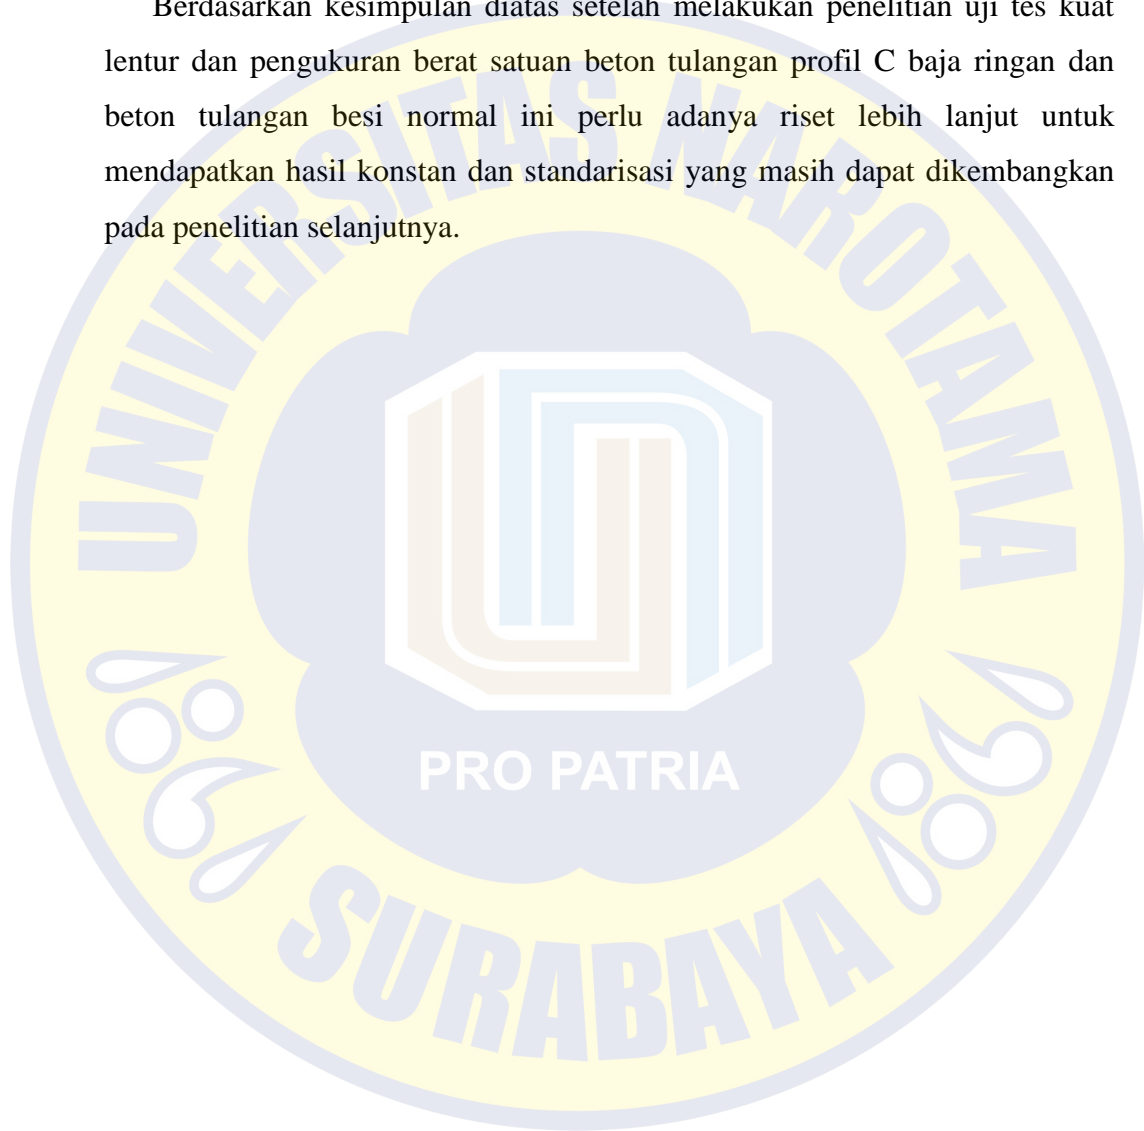 Berdasarkan kesimpulan diatas setelah melakukan penelitian uji tes kuat
lentur dan pengukuran berat satuan beton tulangan profil C baja ringan dan
beton tulangan besi normal ini perlu adanya riset lebih lanjut untuk
mendapatkan hasil konstan dan standarisasi yang masih dapat dikembangkan
pada penelitian selanjutnya.
UNIVERSITAS NAROTAMA
PRO PATRIA
SURABAYA